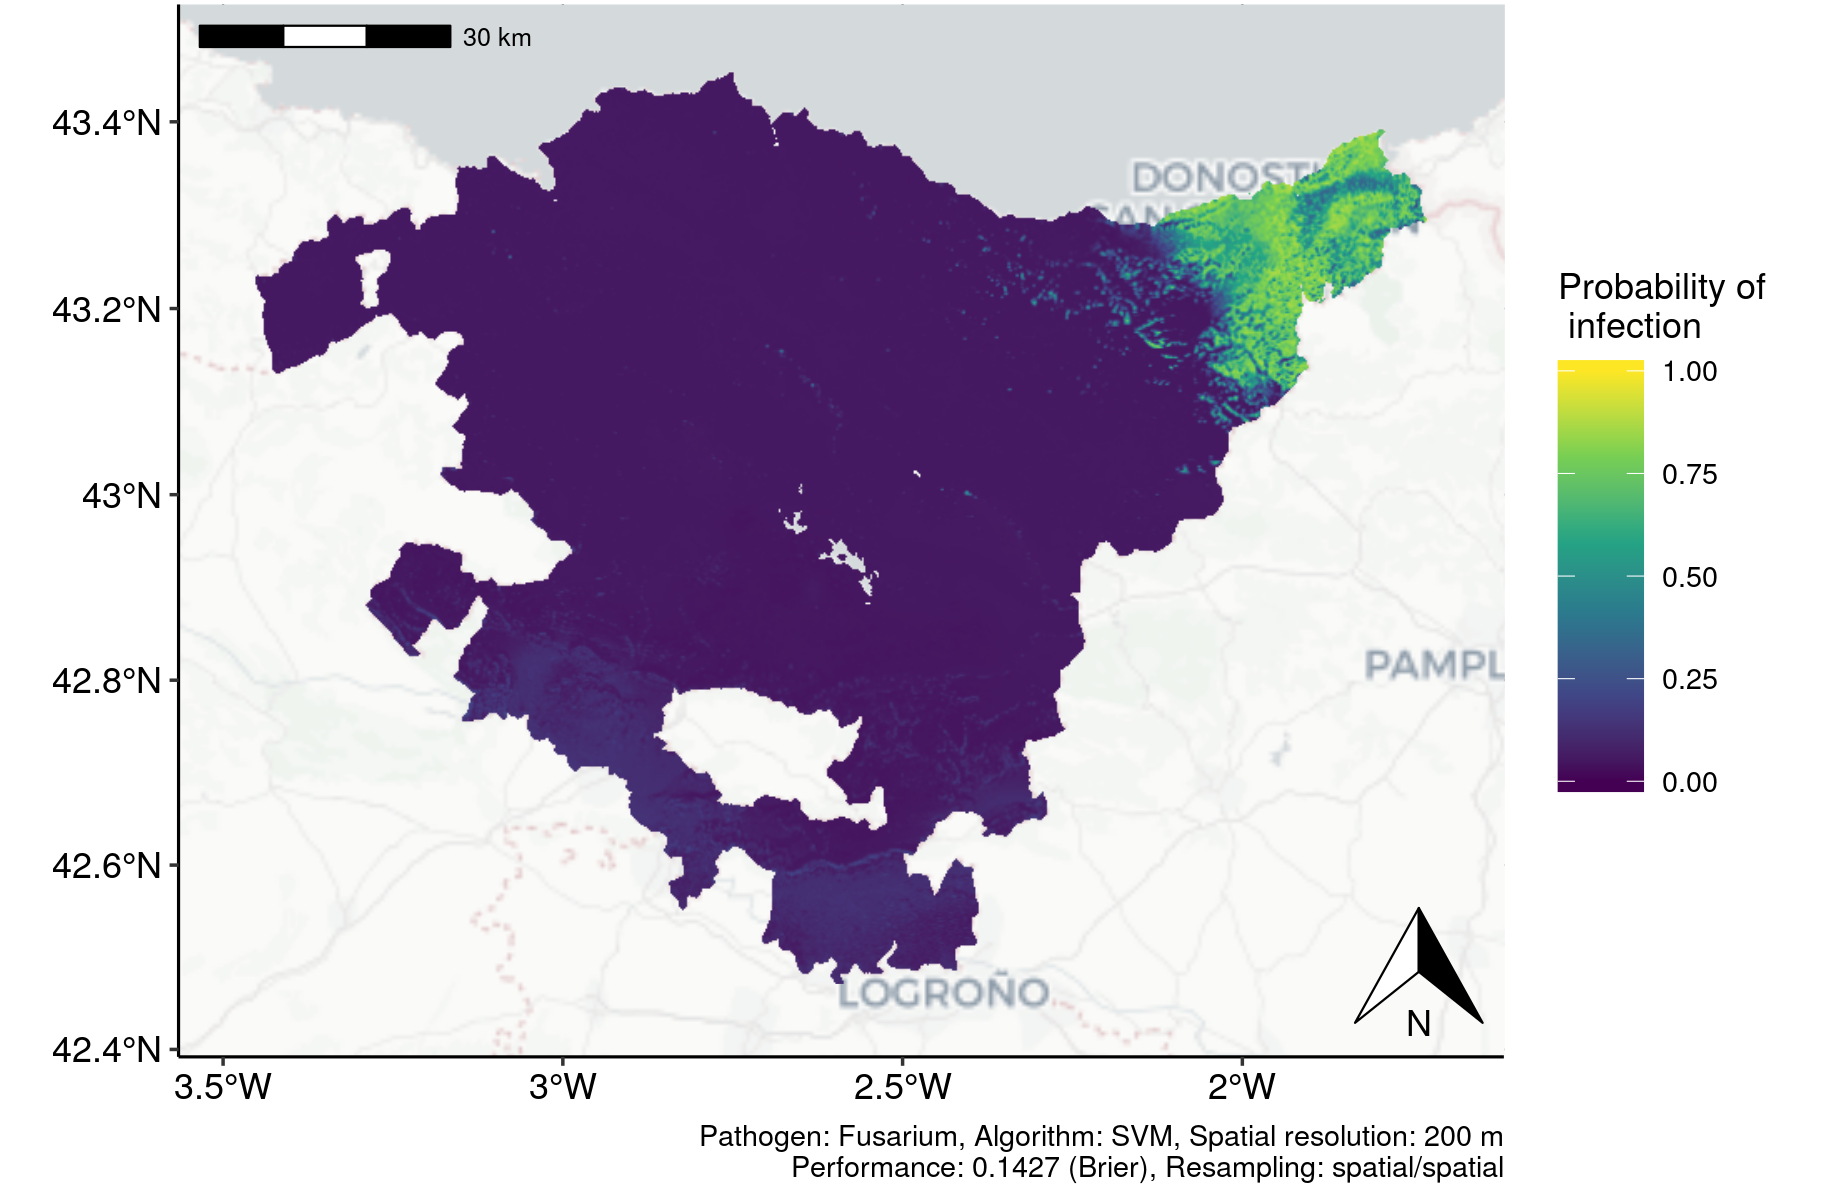 30 km
43.4°N
43.2°N
43°N
42.8°N
42.6°N
42.4°N
3.5°W
3°W
2.5°W
2°W
DONOST
PAMPL
LOGROÑO
N
Probability of
infection
1.00
0.75
0.50
0.25
0.00
Pathogen: Fusarium, Algorithm: SVM, Spatial resolution: 200 m
Performance: 0.1427 (Brier), Resampling: spatial/spatial